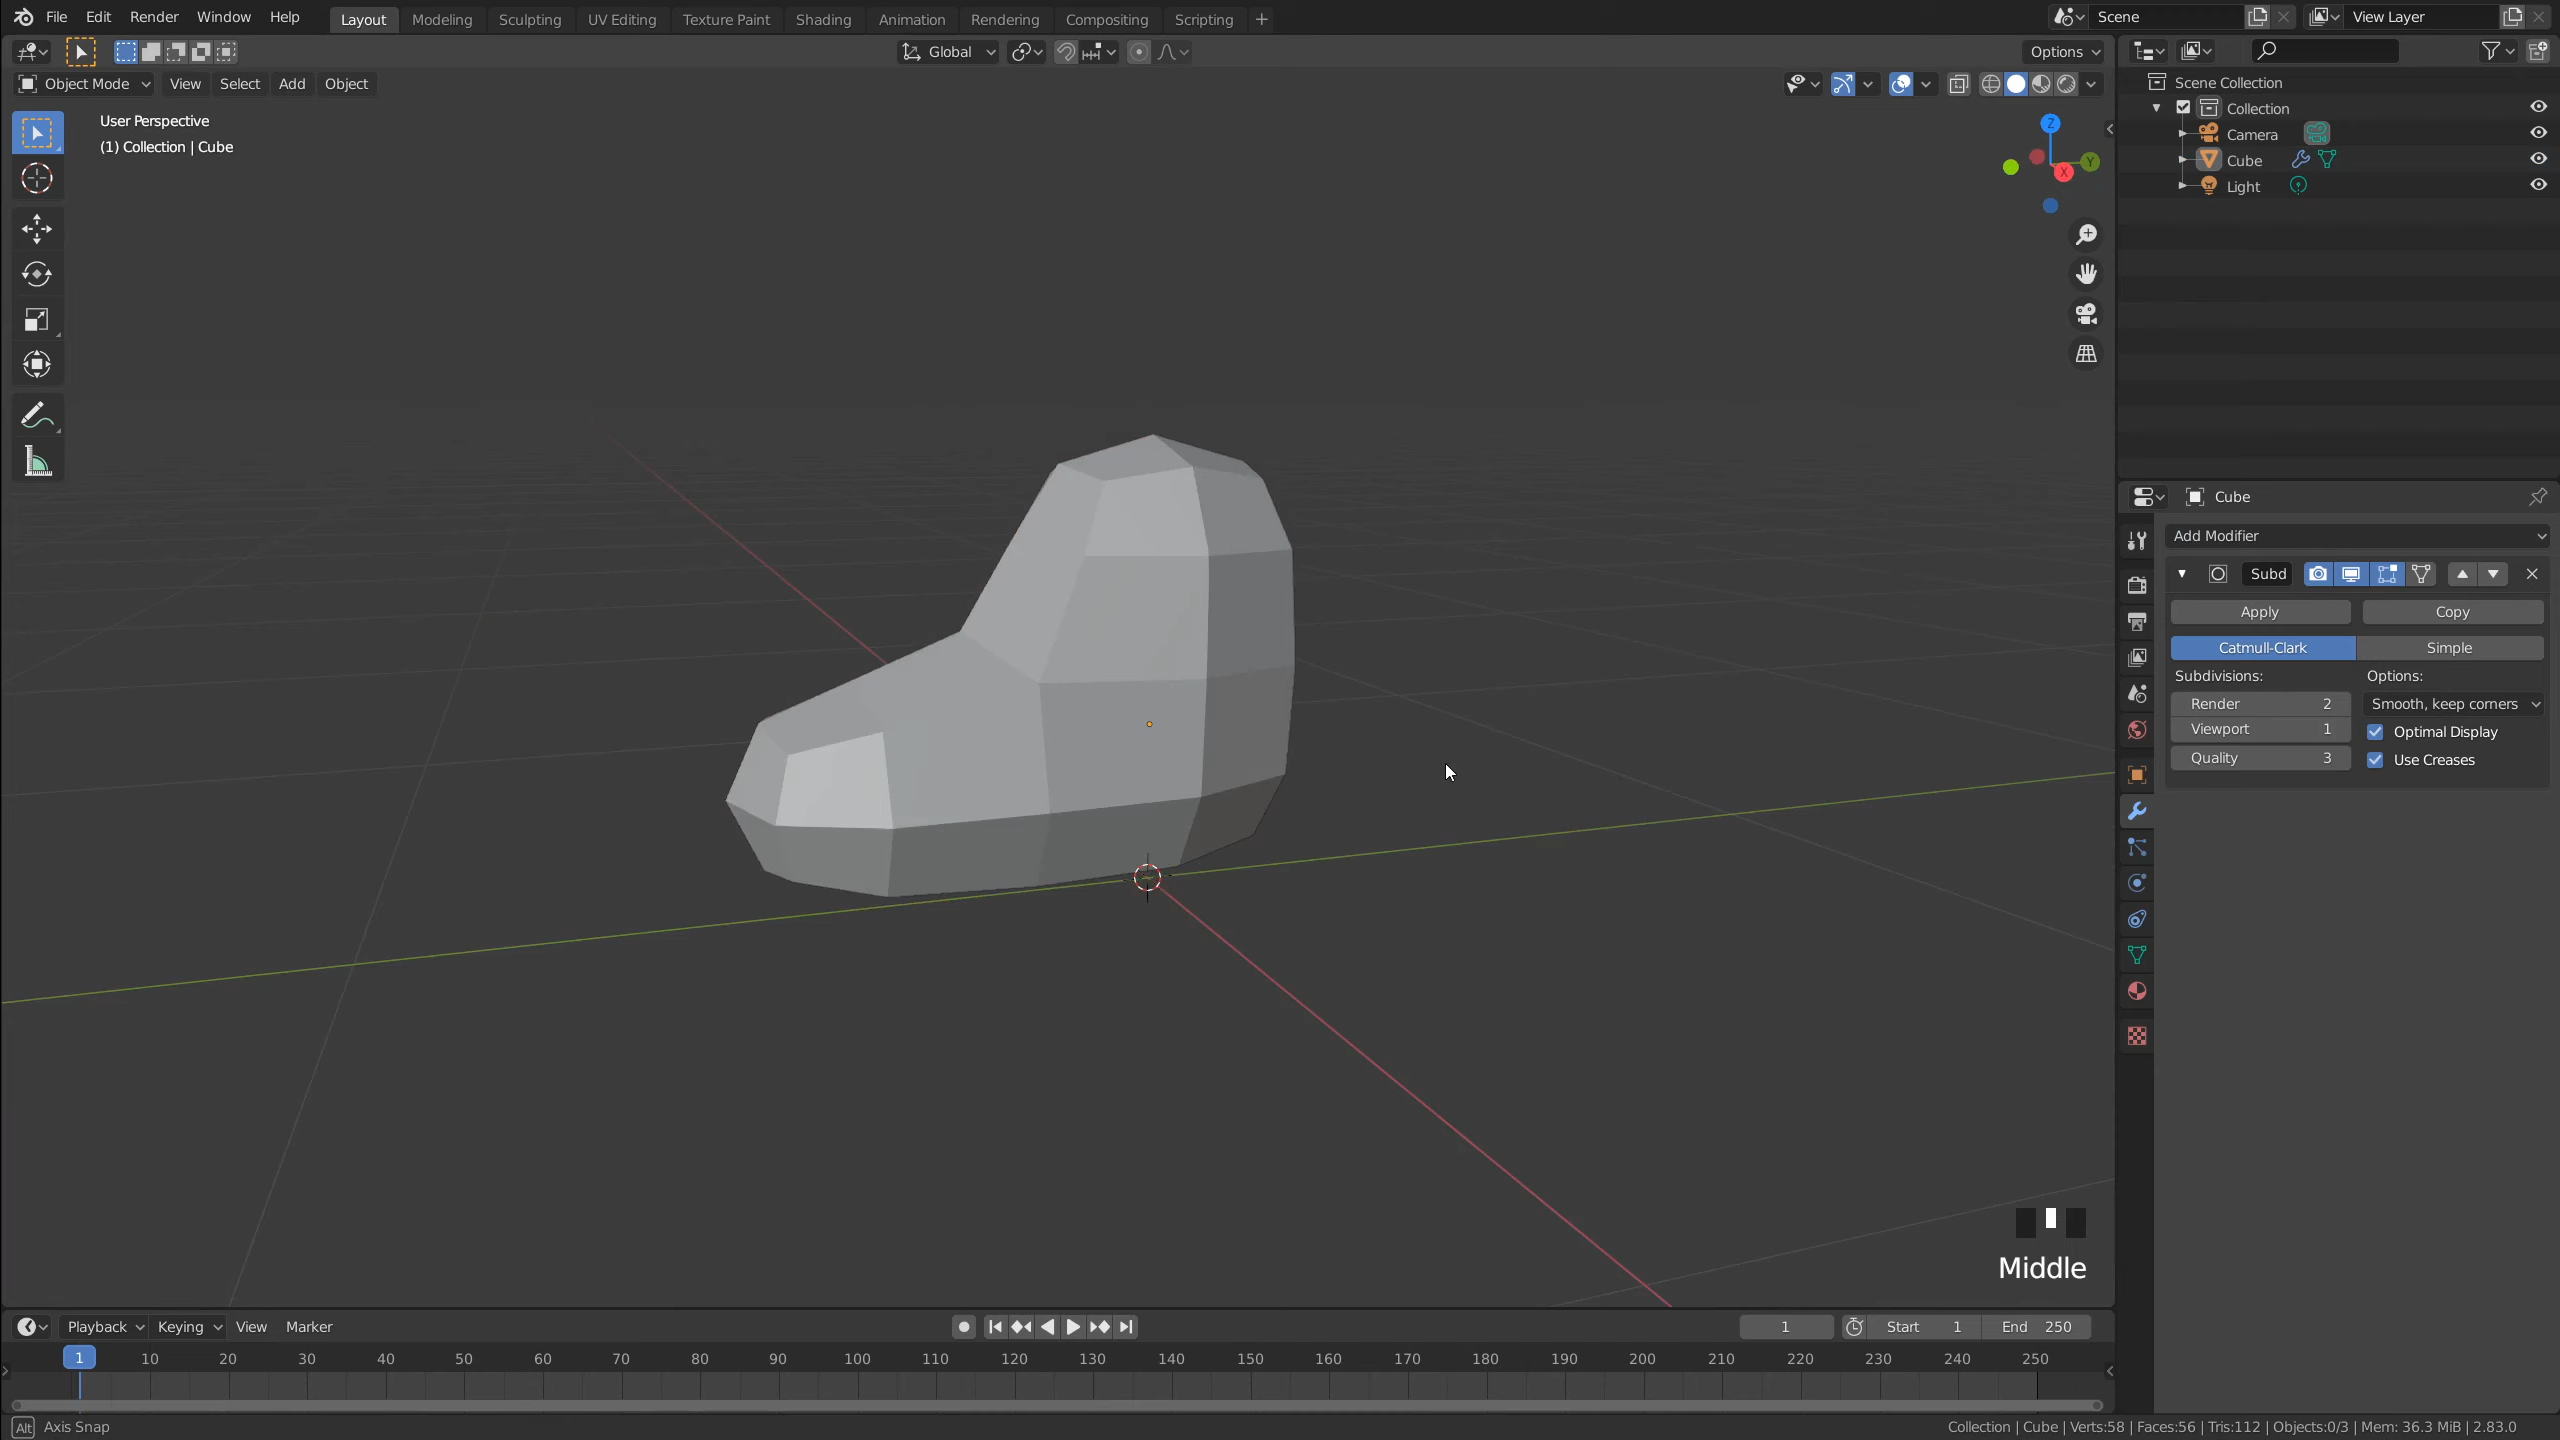 File Edit Render Window Help Layout Modeling Sculpting UV Editing Texture Paint Shading Animation Rendering Compositing Scripting + Scene View Layer
Global Options
Object Mode View Select Add Object
User Perspective
(1) Collection | Cube
Z
Y
X
Scene Collection
Collection
Camera
Cube
Light
Cube
Add Modifier
Subd
Apply Copy
Catmull-Clark Simple
Subdivisions: Options:
Render 2 Smooth, keep corners
Viewport 1 Optimal Display
Quality 3 Use Creases
Middle
Playback Keying View Marker 1 Start 1 End 250
1 10 20 30 40 50 60 70 80 90 100 110 120 130 140 150 160 170 180 190 200 210 220 230 240 250
Alt Axis Snap Collection | Cube | Verts:58 | Faces:56 | Tris:112 | Objects:0/3 | Mem: 36.3 MiB | 2.83.0